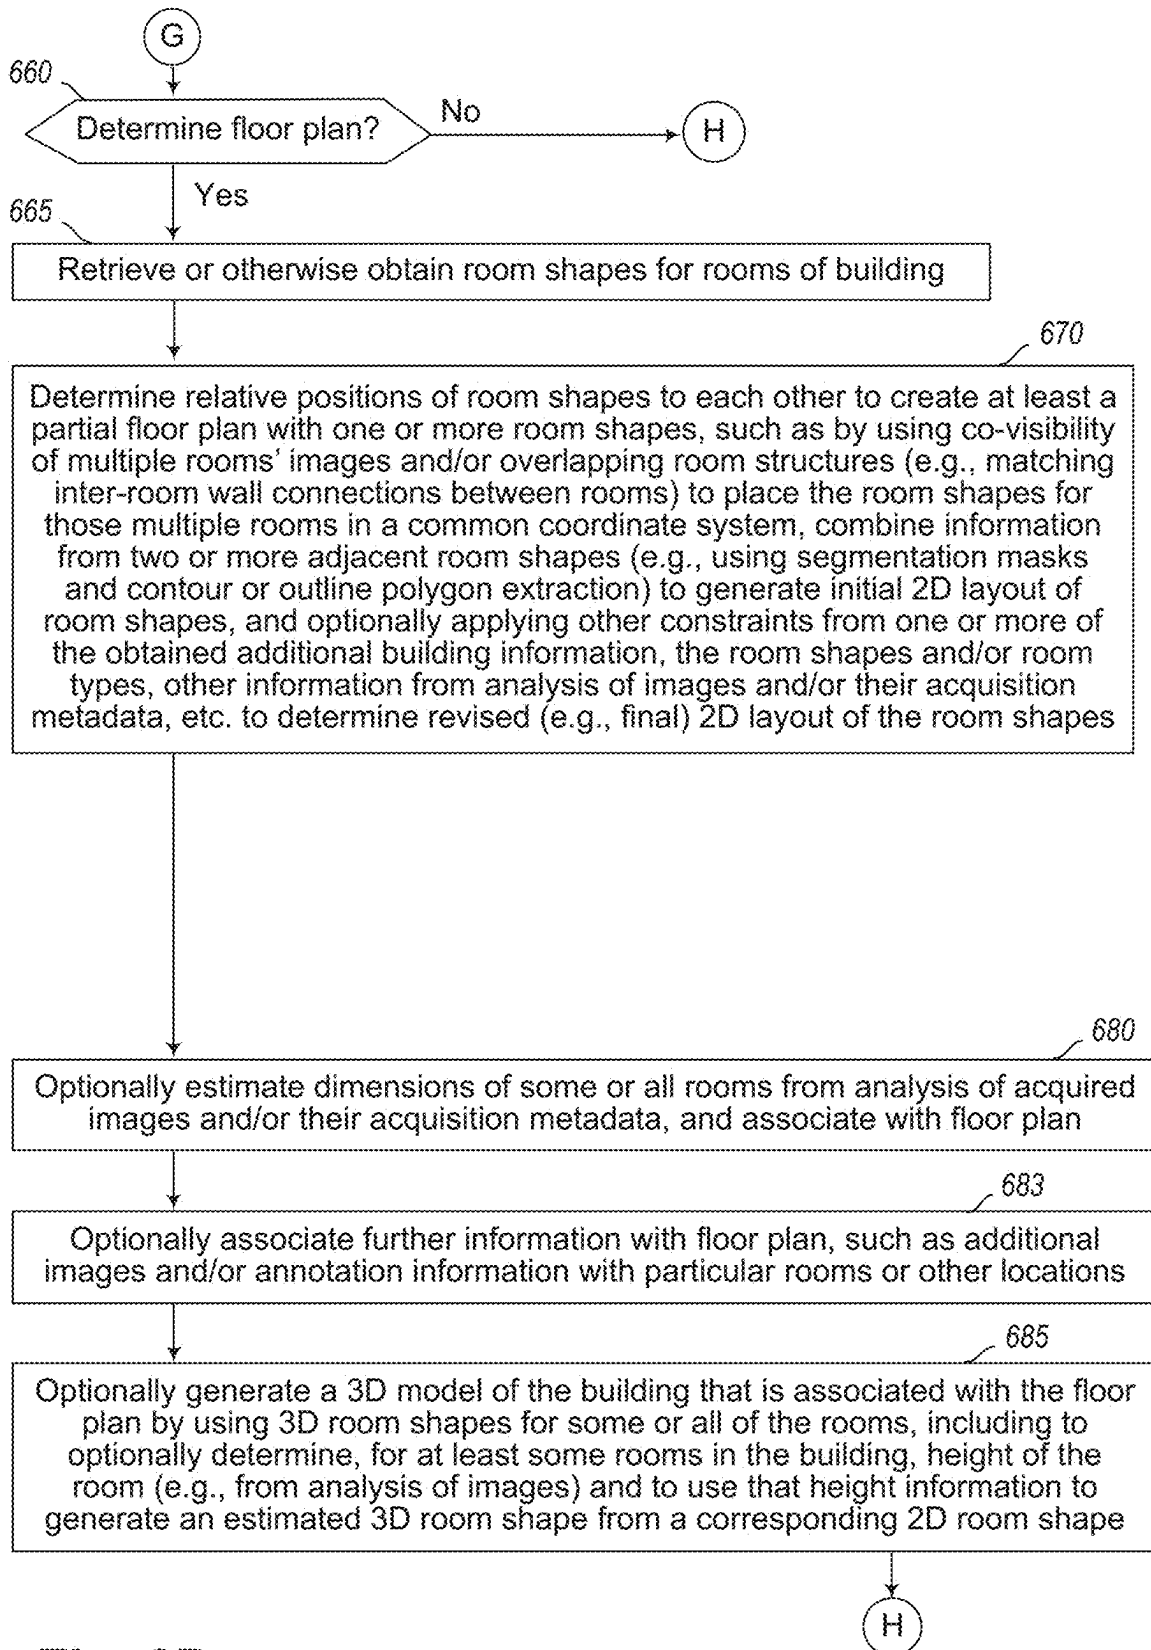 G
660
Determine floor plan?
No
H
Yes
665
Retrieve or otherwise obtain room shapes for rooms of building
670
Determine relative positions of room shapes to each other to create at least a
partial floor plan with one or more room shapes, such as by using co-visibility
of multiple rooms' images and/or overlapping room structures (e.g., matching
inter-room wall connections between rooms) to place the room shapes for
those multiple rooms in a common coordinate system, combine information
from two or more adjacent room shapes (e.g., using segmentation masks
and contour or outline polygon extraction) to generate initial 2D layout of
room shapes, and optionally applying other constraints from one or more of
the obtained additional building information, the room shapes and/or room
types, other information from analysis of images and/or their acquisition
metadata, etc. to determine revised (e.g., final) 2D layout of the room shapes
680
Optionally estimate dimensions of some or all rooms from analysis of acquired
images and/or their acquisition metadata, and associate with floor plan
683
Optionally associate further information with floor plan, such as additional
images and/or annotation information with particular rooms or other locations
685
Optionally generate a 3D model of the building that is associated with the floor
plan by using 3D room shapes for some or all of the rooms, including to
optionally determine, for at least some rooms in the building, height of the
room (e.g., from analysis of images) and to use that height information to
generate an estimated 3D room shape from a corresponding 2D room shape
H